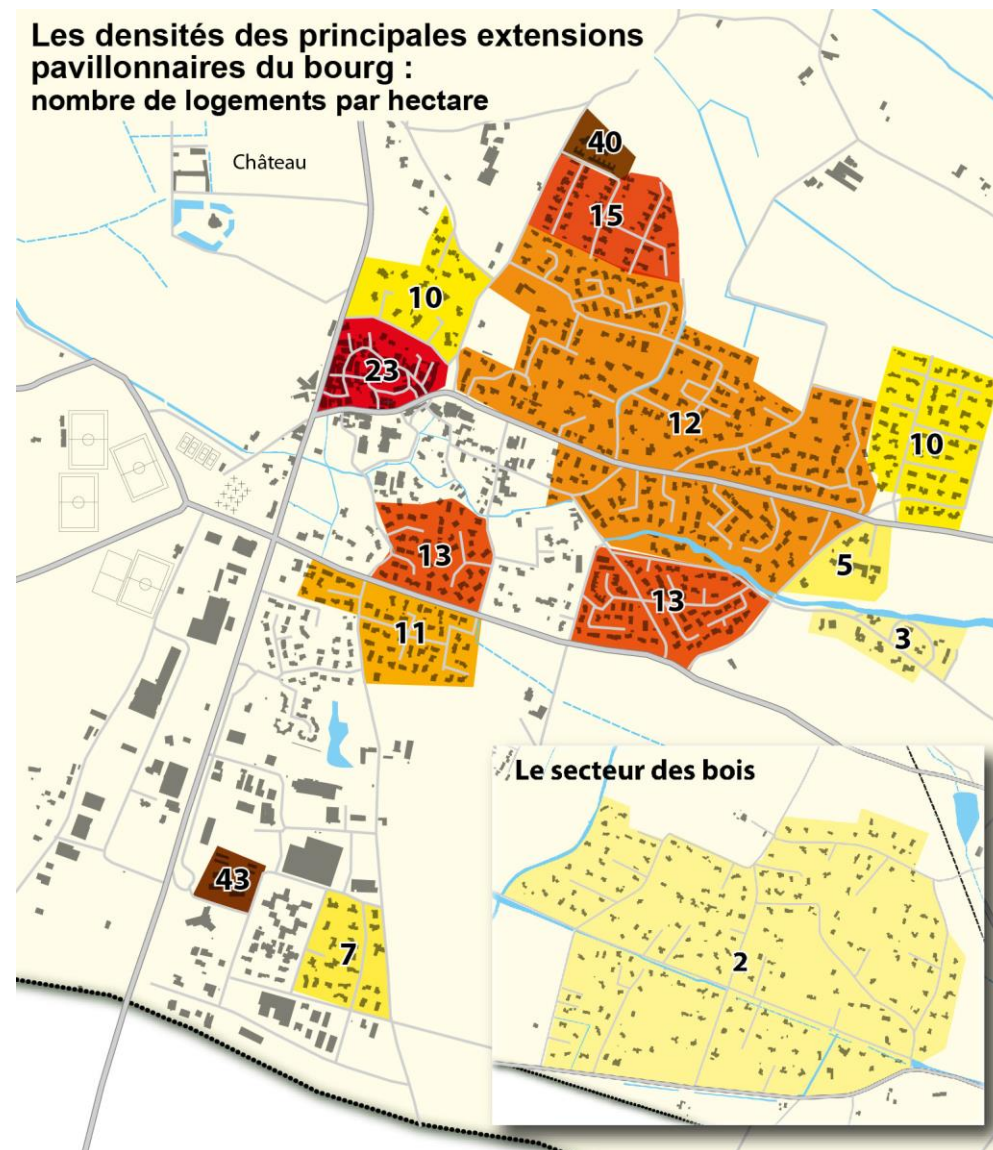 Les densités des principales extensions
pavillonnaires du bourg :
nombre de logements par hectare
Château
40
15
10
23
12
10
13
5
13
11
3
Le secteur des bois
43
7
2